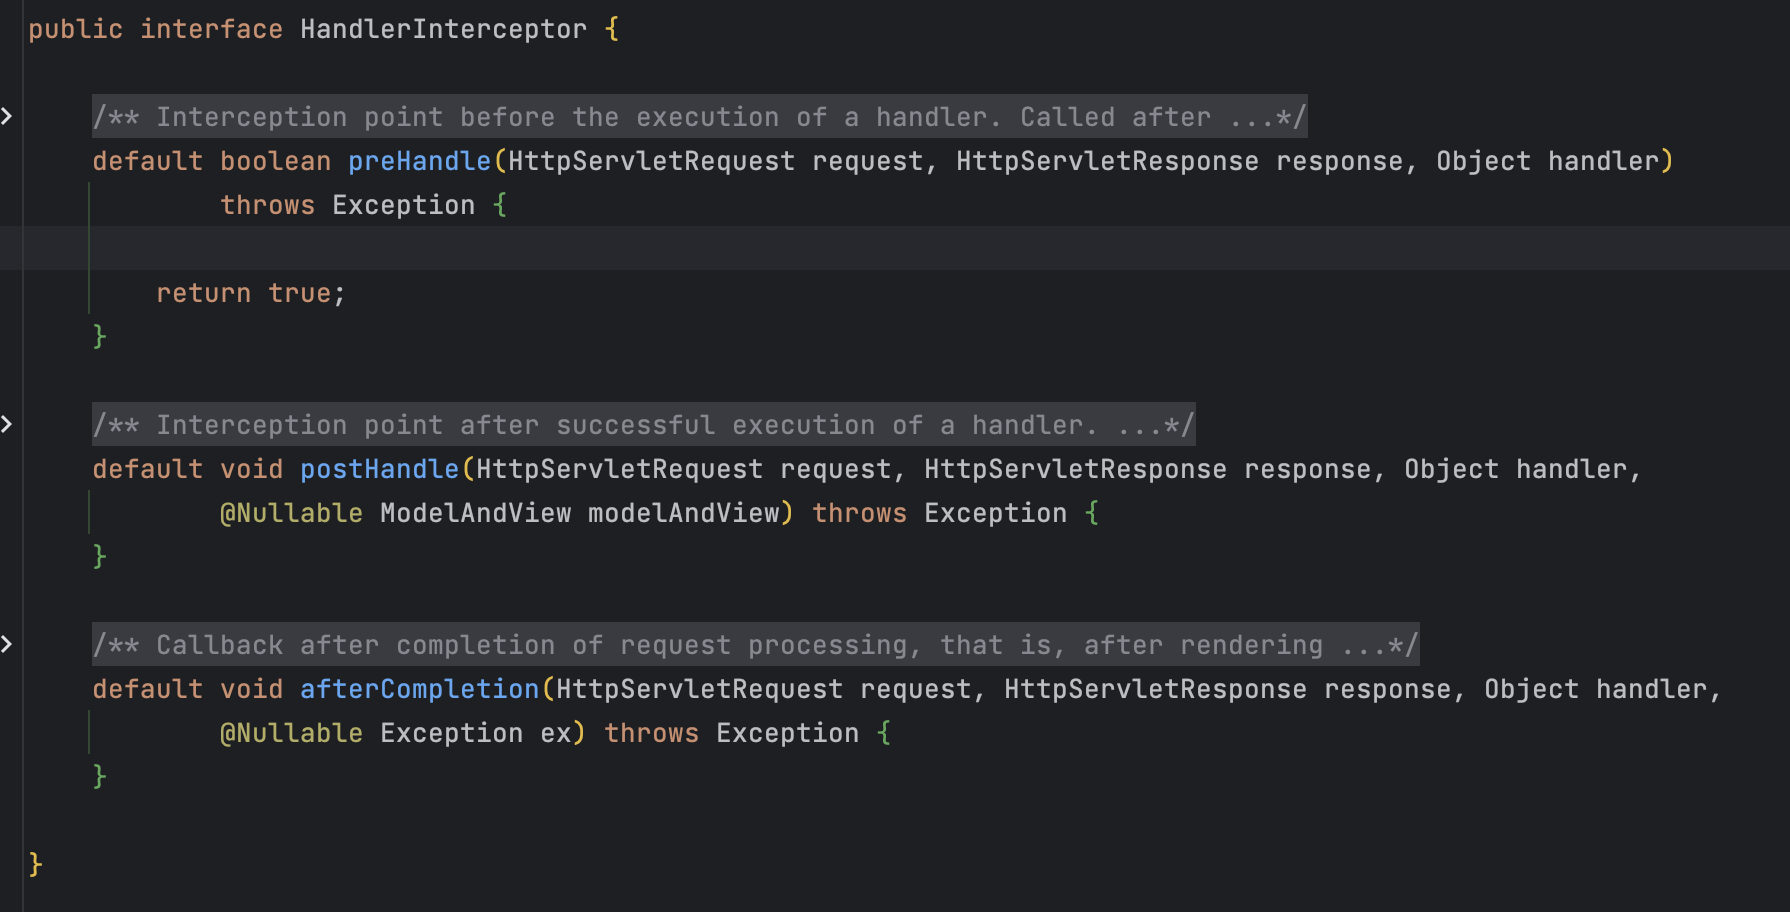 public interface HandlerInterceptor {
/** Interception point before the execution of a handler. Called after ...*/
default boolean preHandle(HttpServletRequest request, HttpServletResponse response, Object handler)
throws Exception {
return true;
}
/** Interception point after successful execution of a handler. ...*/
default void postHandle(HttpServletRequest request, HttpServletResponse response, Object handler,
@Nullable ModelAndView modelAndView) throws Exception {
}
/** Callback after completion of request processing, that is, after rendering ...*/
default void afterCompletion(HttpServletRequest request, HttpServletResponse response, Object handler,
@Nullable Exception ex) throws Exception {
}
}